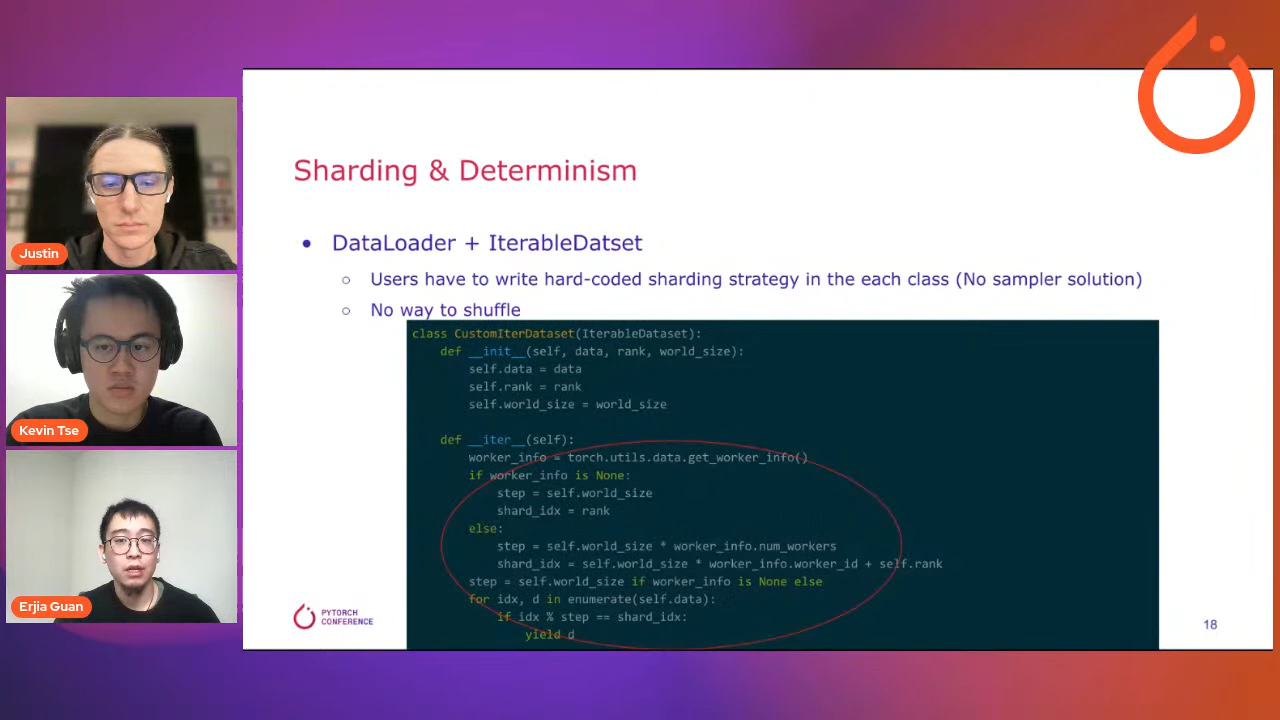 Justin
Kevin Tse
Erjia Guan
Sharding & Determinism
• DataLoader + IterableDatset
○ Users have to write hard-coded sharding strategy in the each class (No sampler solution)
○ No way to shuffle
class CustomIterDataset(IterableDataset):
    def __init__(self, data, rank, world_size):
        self.data = data
        self.rank = rank
        self.world_size = world_size
    def __iter__(self):
        worker_info = torch.utils.data.get_worker_info()
        if worker_info is None:
            step = self.world_size
            shard_idx = rank
        else:
            step = self.world_size * worker_info.num_workers
            shard_idx = self.world_size * worker_info.worker_id + self.rank
        step = self.world_size if worker_info is None else
        for idx, d in enumerate(self.data):
            if idx % step == shard_idx:
                yield d
PYTORCH
CONFERENCE
18